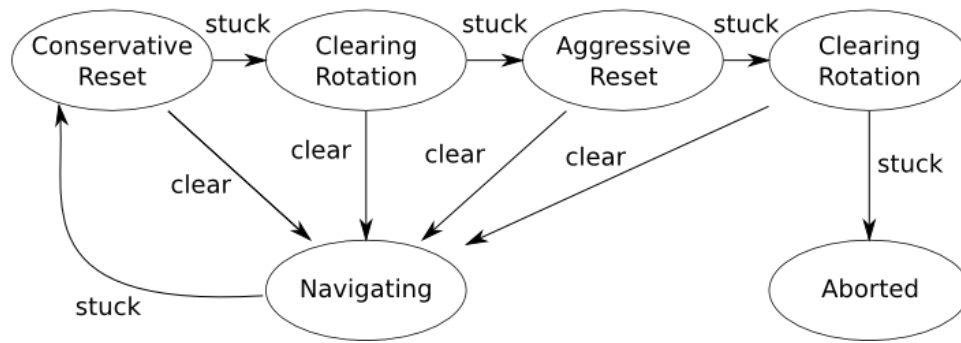 stuck
stuck
stuck
Conservative
Reset
Clearing
Rotation
Aggressive
Reset
Clearing
Rotation
clear
clear
clear
clear
stuck
Navigating
Aborted
stuck